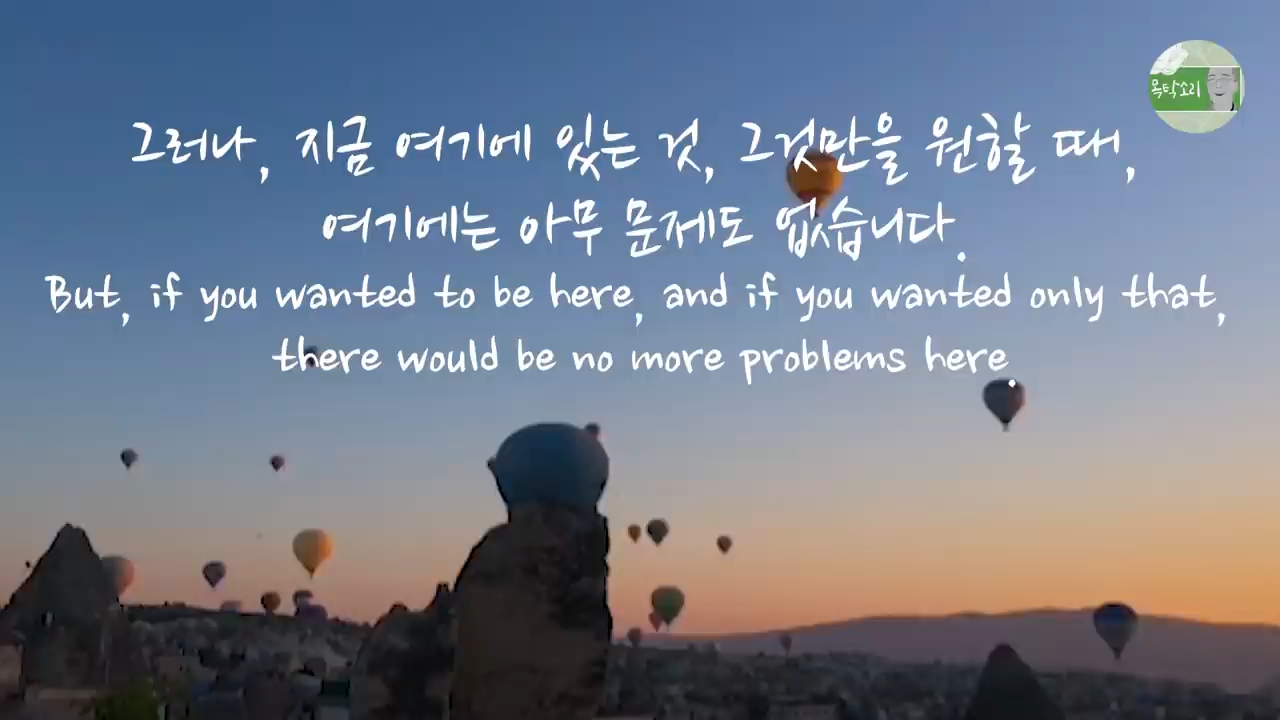 옥탁소리
그러나, 지금 여기에 있는 것, 그것만을 원할 때,
여기에는 아무 문제도 없습니다.
But, if you wanted to be here, and if you wanted only that,
there would be no more problems here.